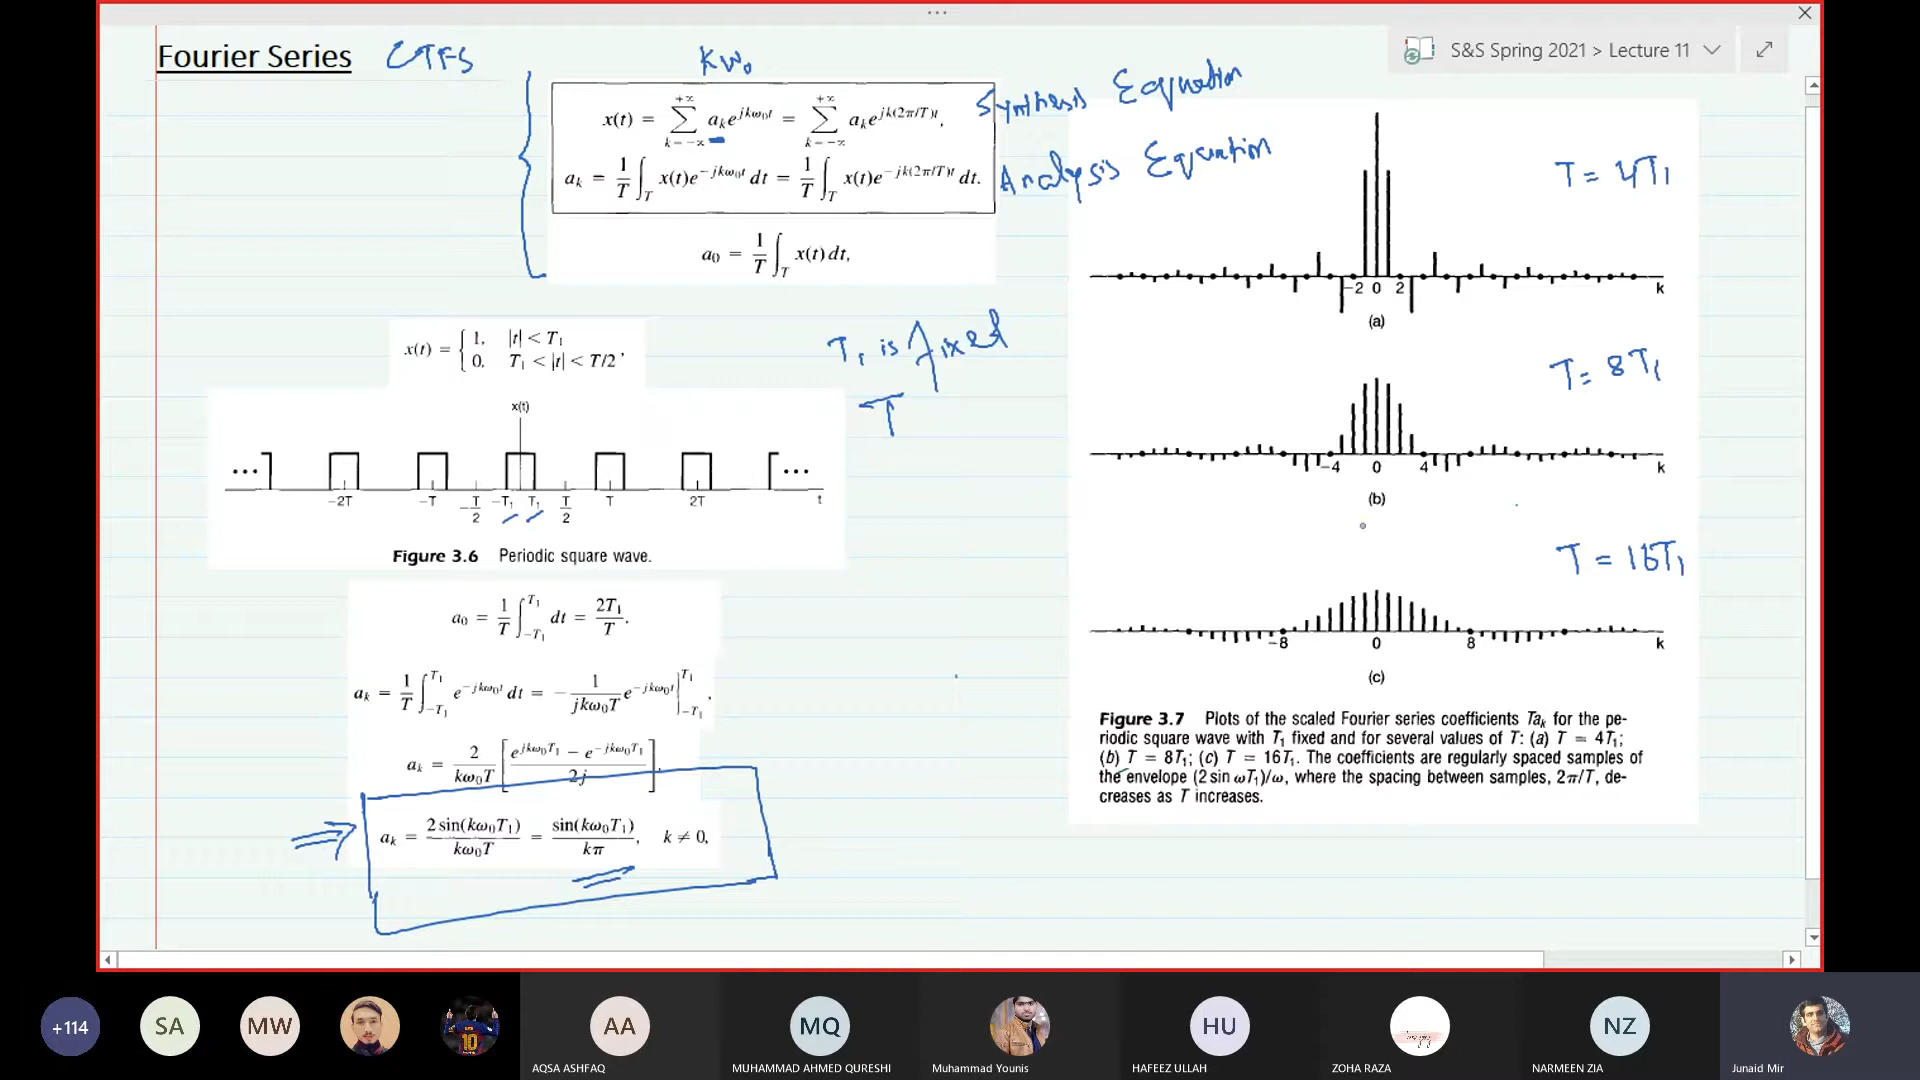 S&S Spring 2021 > Lecture 11
Fourier Series CTFS
kw₀
x(t) = ∑_{k=-∞}^{+∞} a_k e^{jkω₀t} = ∑_{k=-∞}^{+∞} a_k e^{jk(2π/T)t},
Synthesis Equation
a_k = 1/T ∫_T x(t)e^{-jkω₀t} dt = 1/T ∫_T x(t)e^{-jk(2π/T)t} dt.
Analysis Equation
a₀ = 1/T ∫_T x(t) dt,
x(t) = { 1, |t| < T₁
0, T₁ < |t| < T/2 ,
T₁ is fixed
T
x(t)
... ...
-2T -T -T/2 -T₁ T₁ T/2 T 2T t
Figure 3.6 Periodic square wave.
a₀ = 1/T ∫_{-T₁}^{T₁} dt = 2T₁/T.
a_k = 1/T ∫_{-T₁}^{T₁} e^{-jkω₀t} dt = - 1/(jkω₀T) e^{-jkω₀t} |_{-T₁}^{T₁},
a_k = 2/(kω₀T) [ (e^{jkω₀T₁} - e^{-jkω₀T₁})/2j ].
⇒ a_k = 2 sin(kω₀T₁)/(kω₀T) = sin(kω₀T₁)/(kπ), k ≠ 0,
T = 4T₁
-2 0 2 k
(a)
T = 8T₁
-4 0 4 k
(b)
T = 16T₁
-8 0 8 k
(c)
Figure 3.7 Plots of the scaled Fourier series coefficients Ta_k for the pe-
riodic square wave with T₁ fixed and for several values of T: (a) T = 4T₁;
(b) T = 8T₁; (c) T = 16T₁. The coefficients are regularly spaced samples of
the envelope (2 sin ωT₁)/ω, where the spacing between samples, 2π/T, de-
creases as T increases.
+114 SA MW 10 AA MQ HU NZ
AQSA ASHFAQ MUHAMMAD AHMED QURESHI Muhammad Younis HAFEEZ ULLAH ZOHA RAZA NARMEEN ZIA Junaid Mir